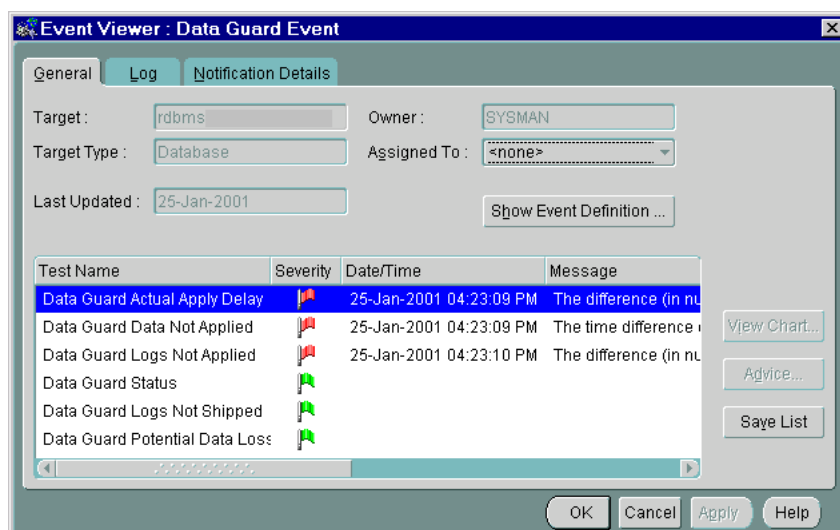 Event Viewer : Data Guard Event
General Log Notification Details
Target : rdbms Owner : SYSMAN
Target Type : Database Assigned To : <none>
Last Updated : 25-Jan-2001 Show Event Definition ...
Test Name Severity Date/Time Message
Data Guard Actual Apply Delay 25-Jan-2001 04:23:09 PM The difference (in nu
Data Guard Data Not Applied 25-Jan-2001 04:23:09 PM The time difference
Data Guard Logs Not Applied 25-Jan-2001 04:23:10 PM The difference (in nu
Data Guard Status
Data Guard Logs Not Shipped
Data Guard Potential Data Loss
View Chart...
Advice...
Save List
OK Cancel Apply Help